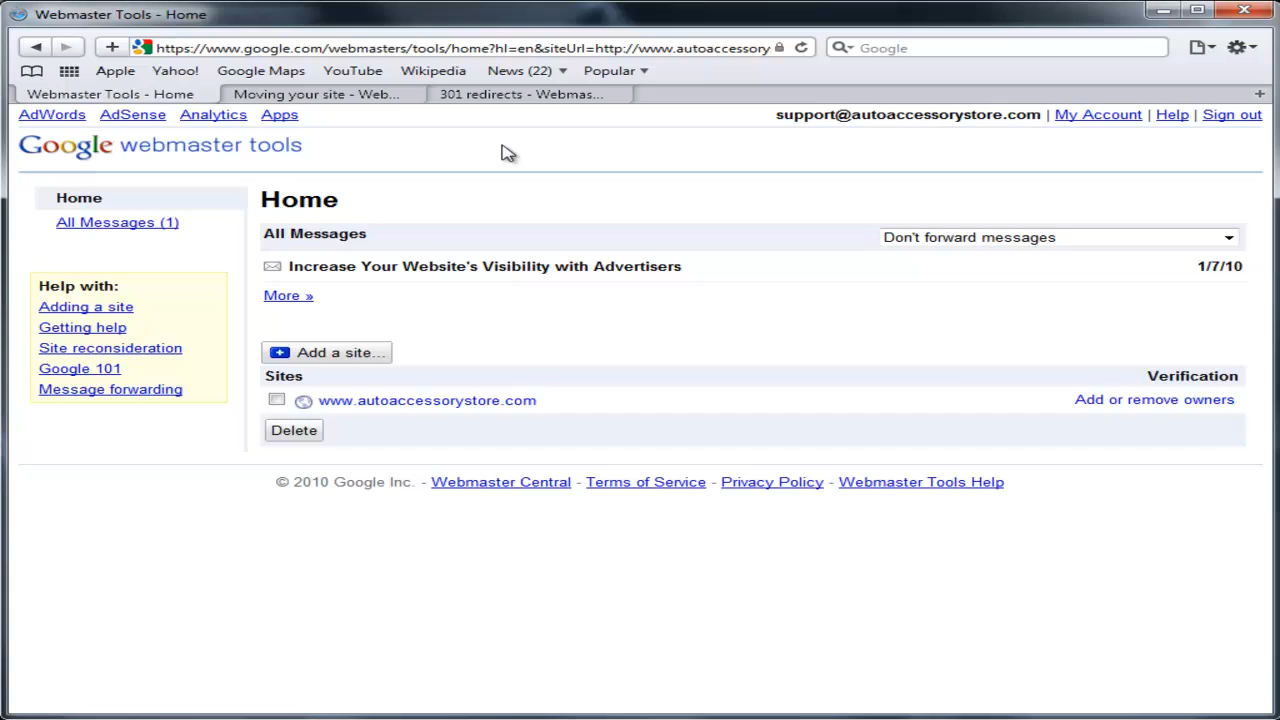 Webmaster Tools - Home
https://www.google.com/webmasters/tools/home?hl=en&siteUrl=http://www.autoaccessory
Google
Apple Yahoo! Google Maps YouTube Wikipedia News (22) Popular
Webmaster Tools - Home Moving your site - Web... 301 redirects - Webmas...
AdWords AdSense Analytics Apps support@autoaccessorystore.com | My Account | Help | Sign out
Google webmaster tools
Home
All Messages (1)
Help with:
Adding a site
Getting help
Site reconsideration
Google 101
Message forwarding
Home
All Messages Don't forward messages
Increase Your Website's Visibility with Advertisers 1/7/10
More »
Add a site...
Sites Verification
www.autoaccessorystore.com Add or remove owners
Delete
© 2010 Google Inc. - Webmaster Central - Terms of Service - Privacy Policy - Webmaster Tools Help